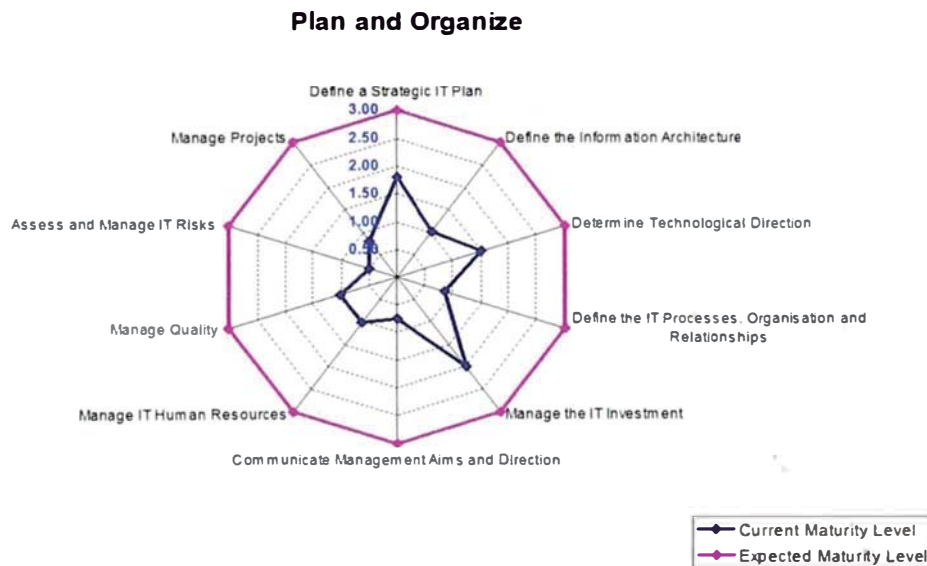 Plan and Organize
Define a Strategic IT Plan
3.00
Manage Projects
Define the Information Architecture
2.50
2.00
1.50
Assess and Manage IT Risks
Determine Technological Direction
1.00
0.50
Manage Quality
Define the IT Processes, Organisation and
Relationships
Manage IT Human Resources
Manage the IT Investment
Communicate Management Aims and Direction
Current Maturity Level
Expected Maturity Level